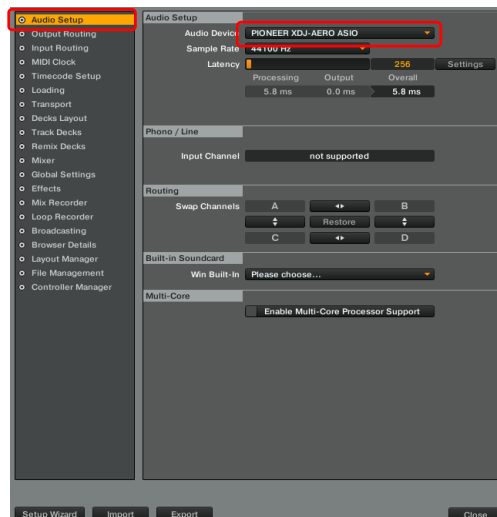 Audio Setup
Output Routing
Input Routing
MIDI Clock
Timecode Setup
Loading
Transport
Decks Layout
Track Decks
Remix Decks
Mixer
Global Settings
Effects
Mix Recorder
Loop Recorder
Broadcasting
Browser Details
Layout Manager
File Management
Controller Manager
Audio Setup
Audio Device PIONEER XDJ-AERO ASIO
Sample Rate 44100 Hz
Latency 256 Settings
Processing Output Overall
5.8 ms 0.0 ms 5.8 ms
Phono / Line
Input Channel not supported
Routing
Swap Channels A B
Restore
C D
Built-in Soundcard
Win Built-In Please choose...
Multi-Core
Enable Multi-Core Processor Support
Setup Wizard Import Export Close